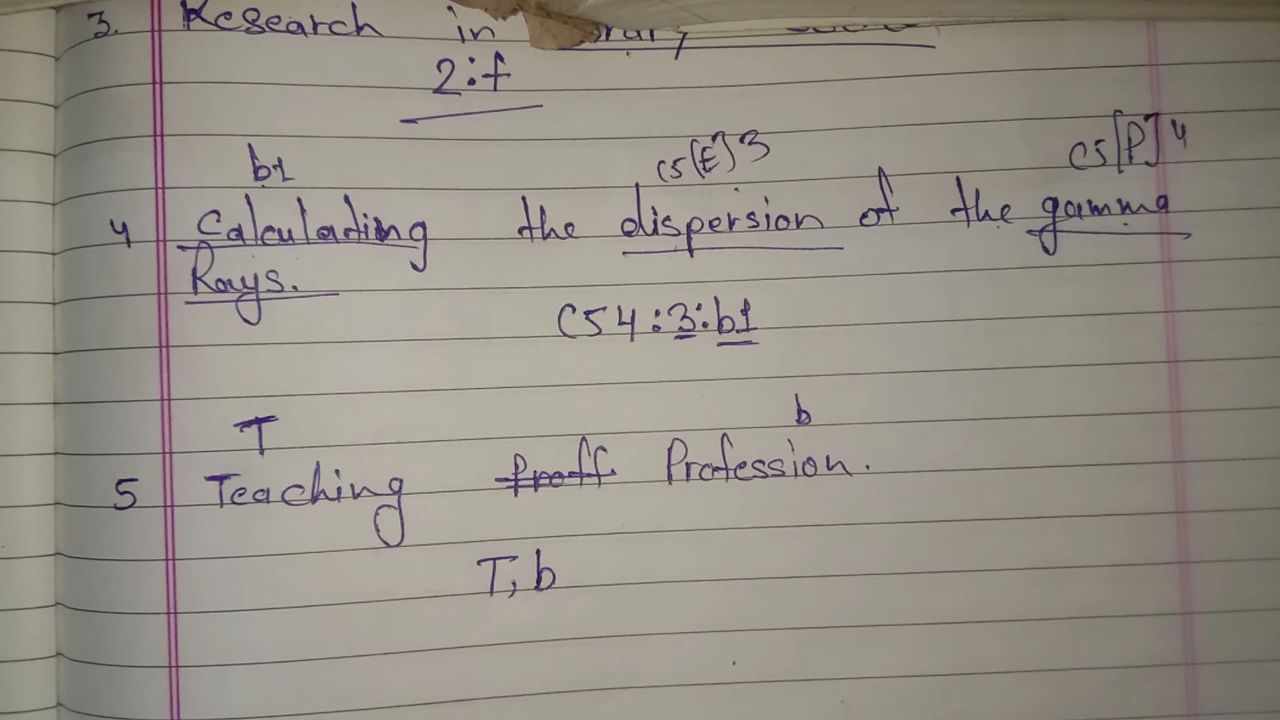 3. Research in
2:f
b1 C5[E]3 C5[P]4
4 Calculading the dispersion of the gamma
Rays.
C54:3:b1
T b
5 Teaching Proff Profession.
T, b